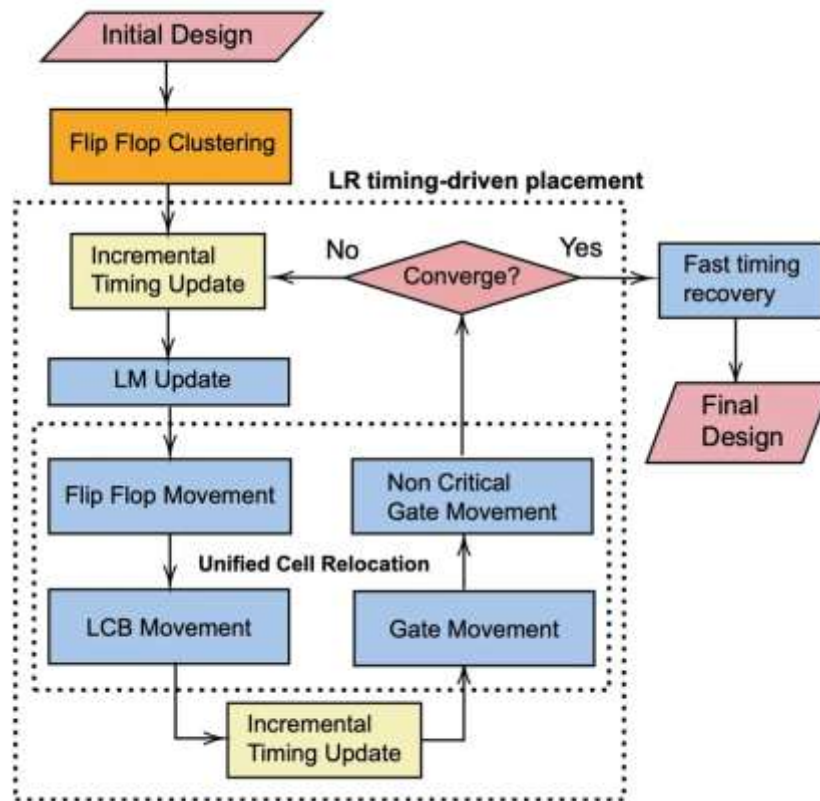 Initial Design
Flip Flop Clustering
LR timing-driven placement
Incremental
Timing Update
No
Converge?
Yes
Fast timing
recovery
LM Update
Final
Design
Flip Flop Movement
Non Critical
Gate Movement
Unified Cell Relocation
LCB Movement
Gate Movement
Incremental
Timing Update